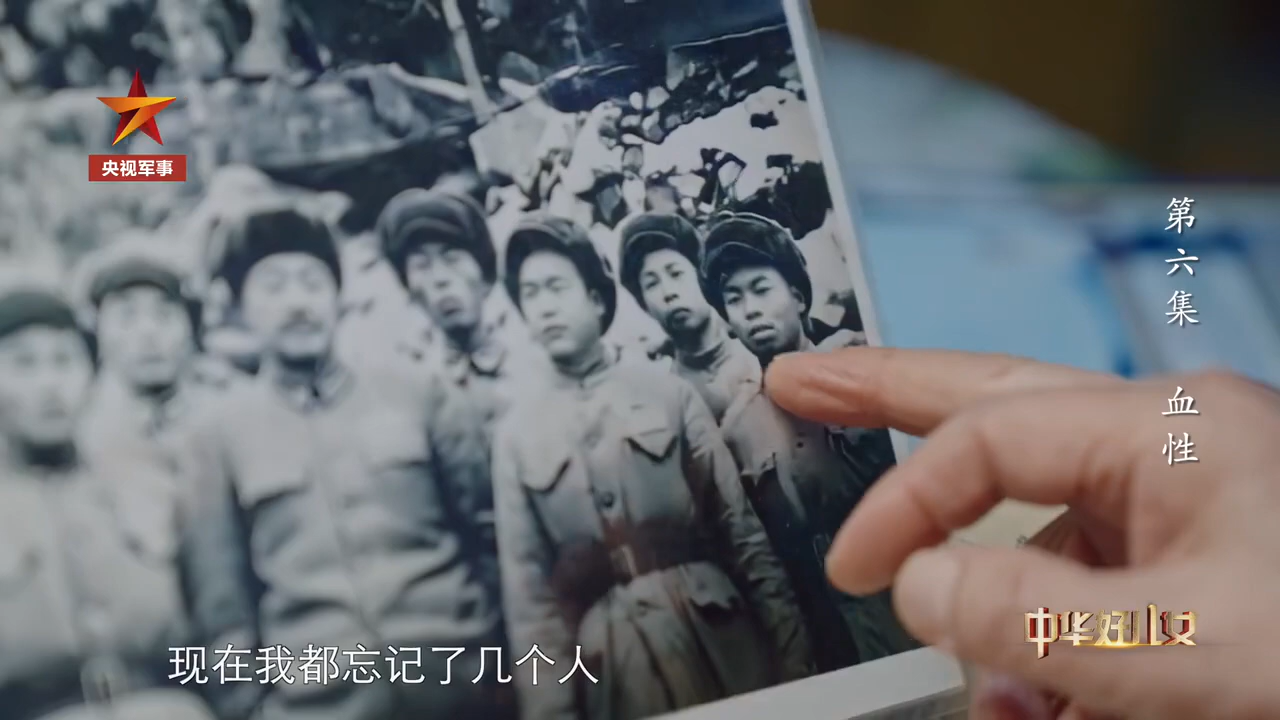 央视军事
第六集 血性
中华好儿女
现在我都忘记了几个人